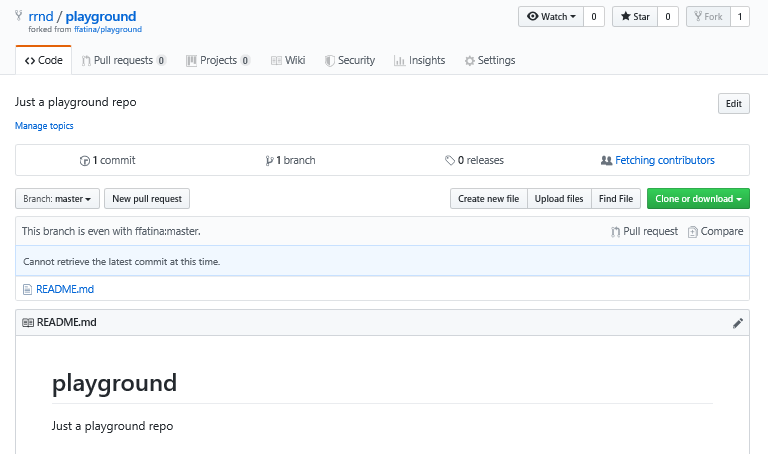 rrnd / playground
Watch 0 Star 0 Fork 1
forked from ffatina/playground
Code Pull requests 0 Projects 0 Wiki Security Insights Settings
Just a playground repo
Edit
Manage topics
1 commit 1 branch 0 releases Fetching contributors
Branch: master New pull request Create new file Upload files Find File Clone or download
This branch is even with ffatina:master. Pull request Compare
Cannot retrieve the latest commit at this time.
README.md
README.md
playground
Just a playground repo